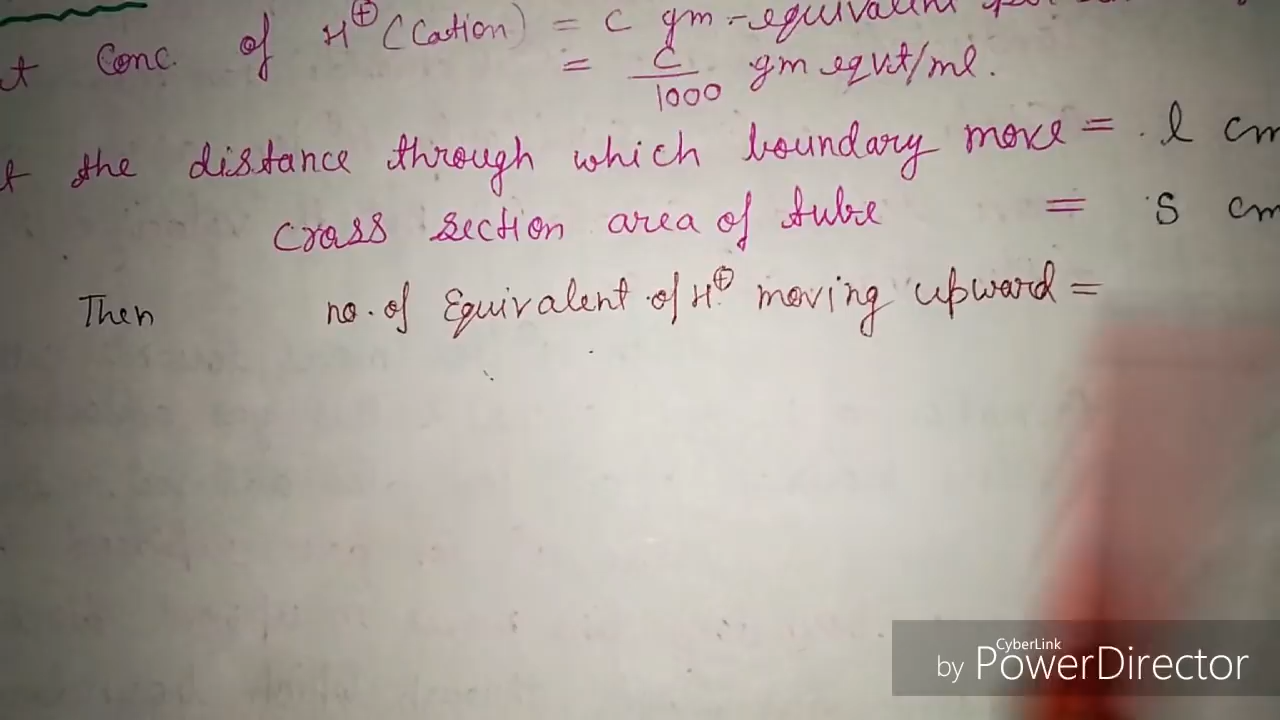 t Conc. of H⊕ (Cation) = C gm-equivalent
= C/1000 gm eqvt/ml.
t the distance through which boundary move = l cm
cross section area of tube = s cm
Then no. of Equivalent of H⊕ moving upward =
CyberLink
by PowerDirector